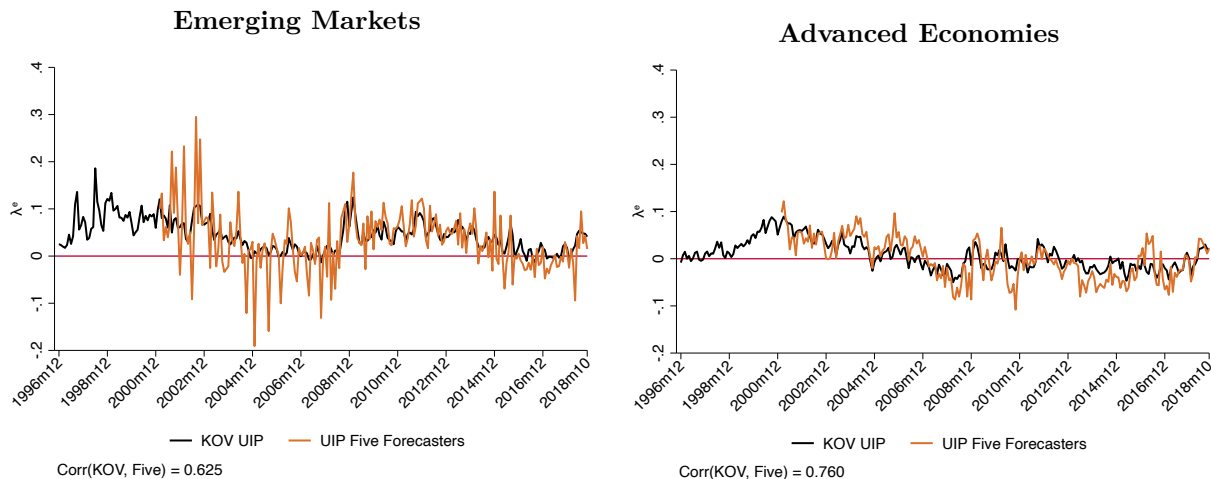 Emerging Markets
λᵉ
.4
.3
.2
.1
0
-.1
-.2
1996m12
1998m12
2000m12
2002m12
2004m12
2006m12
2008m12
2010m12
2012m12
2014m12
2016m12
2018m10
KOV UIP UIP Five Forecasters
Corr(KOV, Five) = 0.625
Advanced Economies
λᵉ
.4
.3
.2
.1
0
-.1
-.2
1996m12
1998m12
2000m12
2002m12
2004m12
2006m12
2008m12
2010m12
2012m12
2014m12
2016m12
2018m10
KOV UIP UIP Five Forecasters
Corr(KOV, Five) = 0.760